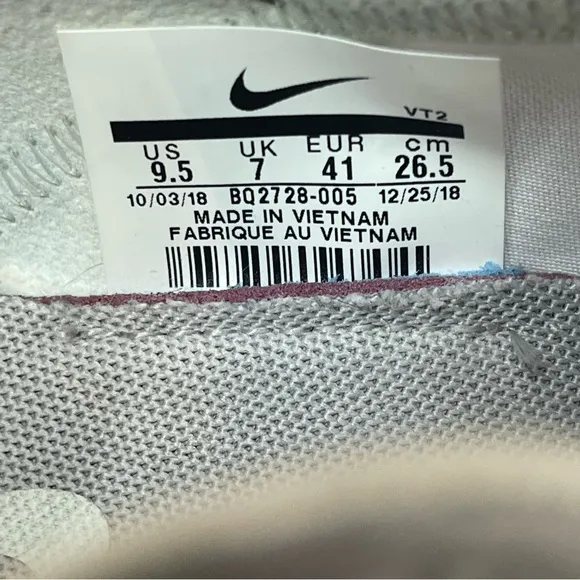 VT2
US UK EUR cm
9.5 7 41 26.5
10/03/18 BQ2728-005 12/25/18
MADE IN VIETNAM
FABRIQUE AU VIETNAM